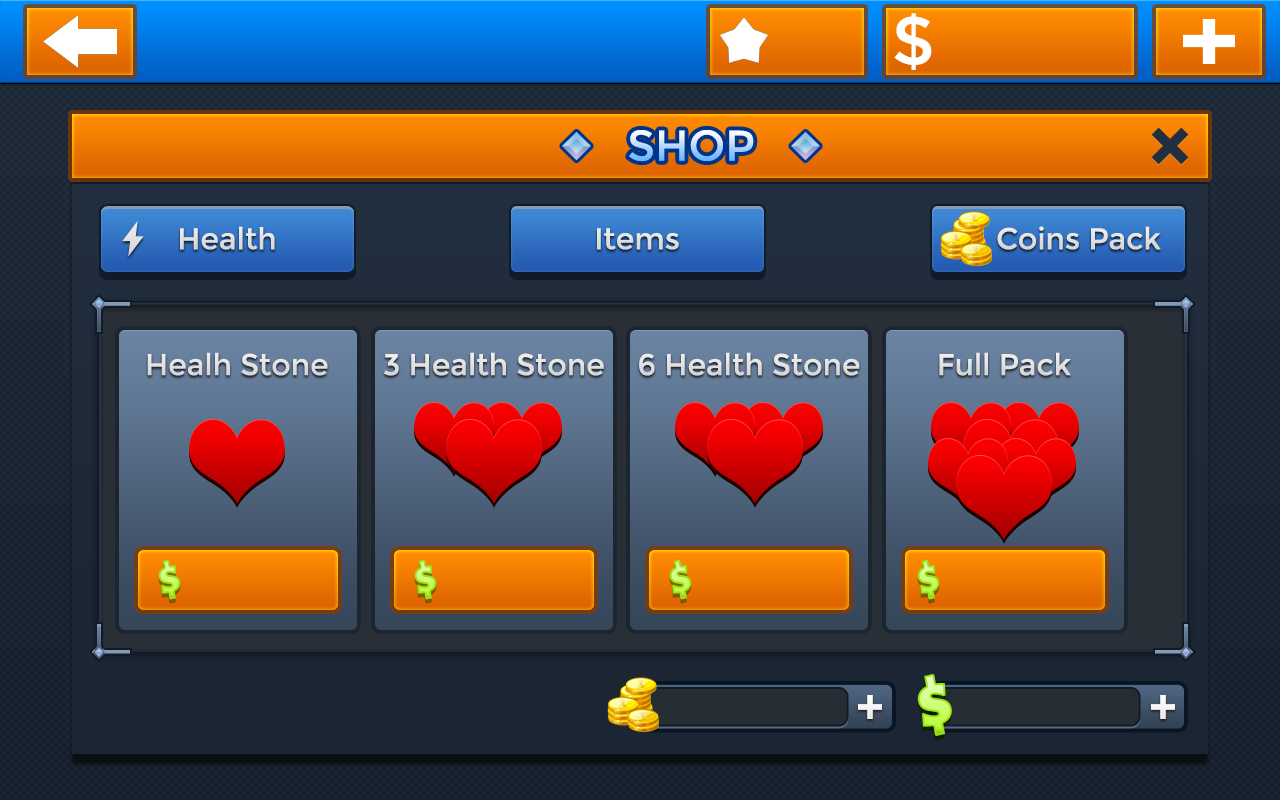 $
SHOP
Health
Items
Coins Pack
Healh Stone
3 Health Stone
6 Health Stone
Full Pack
$
$
$
$
$